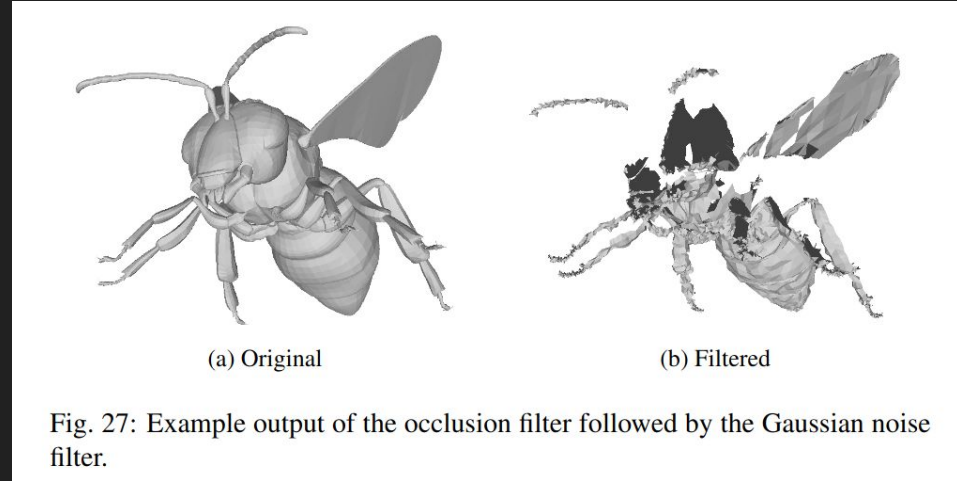 (a) Original
(b) Filtered
Fig. 27: Example output of the occlusion filter followed by the Gaussian noise
filter.